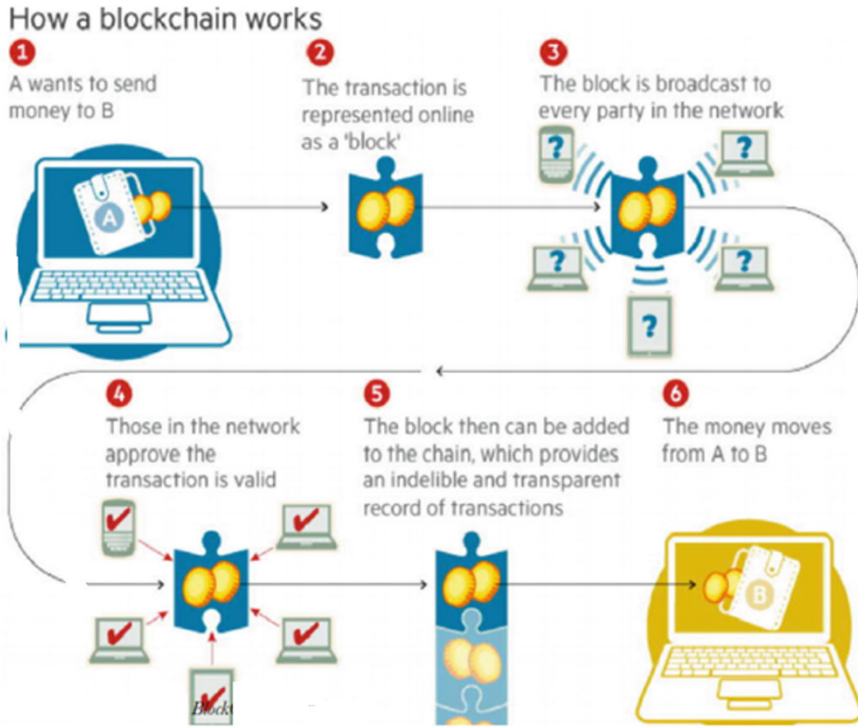 How a blockchain works
1
A wants to send
money to B
2
The transaction is
represented online
as a 'block'
3
The block is broadcast to
every party in the network
A
?
?
?
?
?
4
Those in the network
approve the
transaction is valid
5
The block then can be added
to the chain, which provides
an indelible and transparent
record of transactions
6
The money moves
from A to B
B
Block